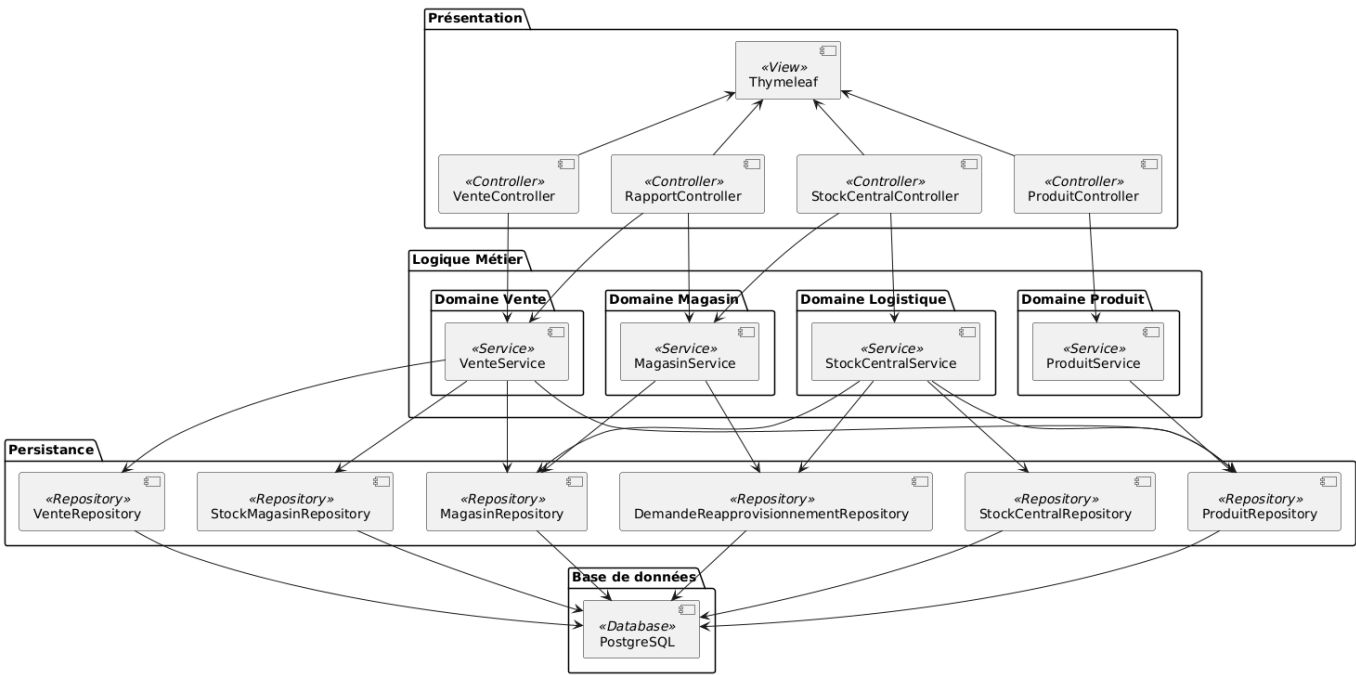 Présentation
«View»
Thymeleaf
«Controller»
VenteController
«Controller»
RapportController
«Controller»
StockCentralController
«Controller»
ProduitController
Logique Métier
Domaine Vente
Domaine Magasin
Domaine Logistique
Domaine Produit
«Service»
VenteService
«Service»
MagasinService
«Service»
StockCentralService
«Service»
ProduitService
Persistance
«Repository»
VenteRepository
«Repository»
StockMagasinRepository
«Repository»
MagasinRepository
«Repository»
DemandeReapprovisionnementRepository
«Repository»
StockCentralRepository
«Repository»
ProduitRepository
Base de données
«Database»
PostgreSQL